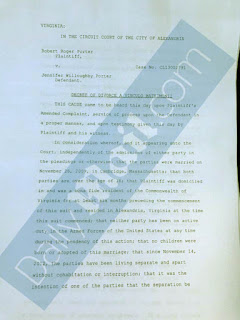 VIRGINIA:
IN THE CIRCUIT COURT OF THE CITY OF ALEXANDRIA
Robert Roger Porter
Plaintiff,
v.
Case No.
Jennifer Willoughby Porter
Defendant.
DECREE OF DIVORCE A VINCULO MATRIMONII
THIS CAUSE came to be heard this day upon Plaintiff's
Amended Complaint, service of process upon the Defendant in
a proper manner, and upon testimony given this day by
Plaintiff and his witness.
In consideration whereof, and it appearing unto the
Court, independently of the admissions of either party in
the pleadings or otherwise, that the parties were married on
November 2009, in Cambridge, Massachusetts; that both
parties are over the age of 18; that Plaintiff was domiciled
in and was a bona fide resident of the Commonwealth of
Virginia for at least six months preceding the commencement
of this suit and resided in Alexandria, Virginia at the time
this suit commenced; that neither party has been on active
duty in the Armed Forces of the United States at any time
during the pendency of this action; that no children were
born or adopted of this marriage; that since November 14,
2012, the parties have been living separate and apart
without cohabitation or interruption; that it was the
intention of one of the parties that the separation be